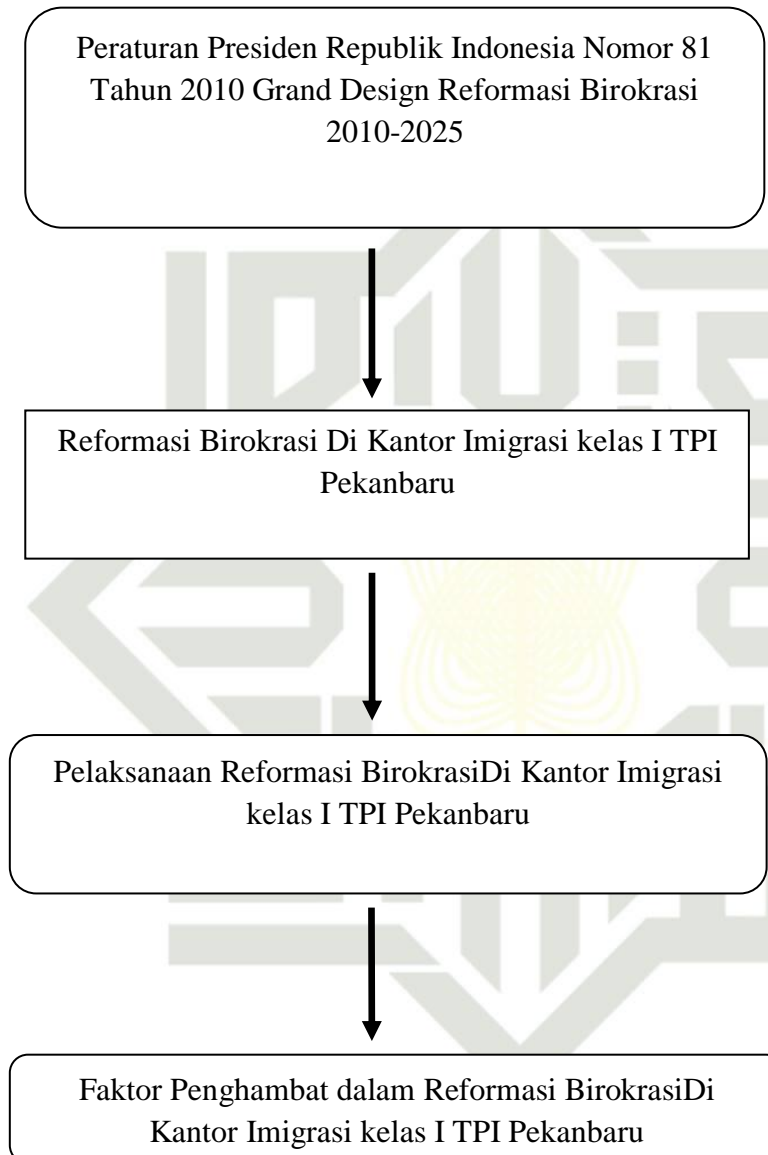 Peraturan Presiden Republik Indonesia Nomor 81
Tahun 2010 Grand Design Reformasi Birokrasi
2010-2025
Reformasi Birokrasi Di Kantor Imigrasi kelas I TPI
Pekanbaru
Pelaksanaan Reformasi BirokrasiDi Kantor Imigrasi
kelas I TPI Pekanbaru
Faktor Penghambat dalam Reformasi BirokrasiDi
Kantor Imigrasi kelas I TPI Pekanbaru